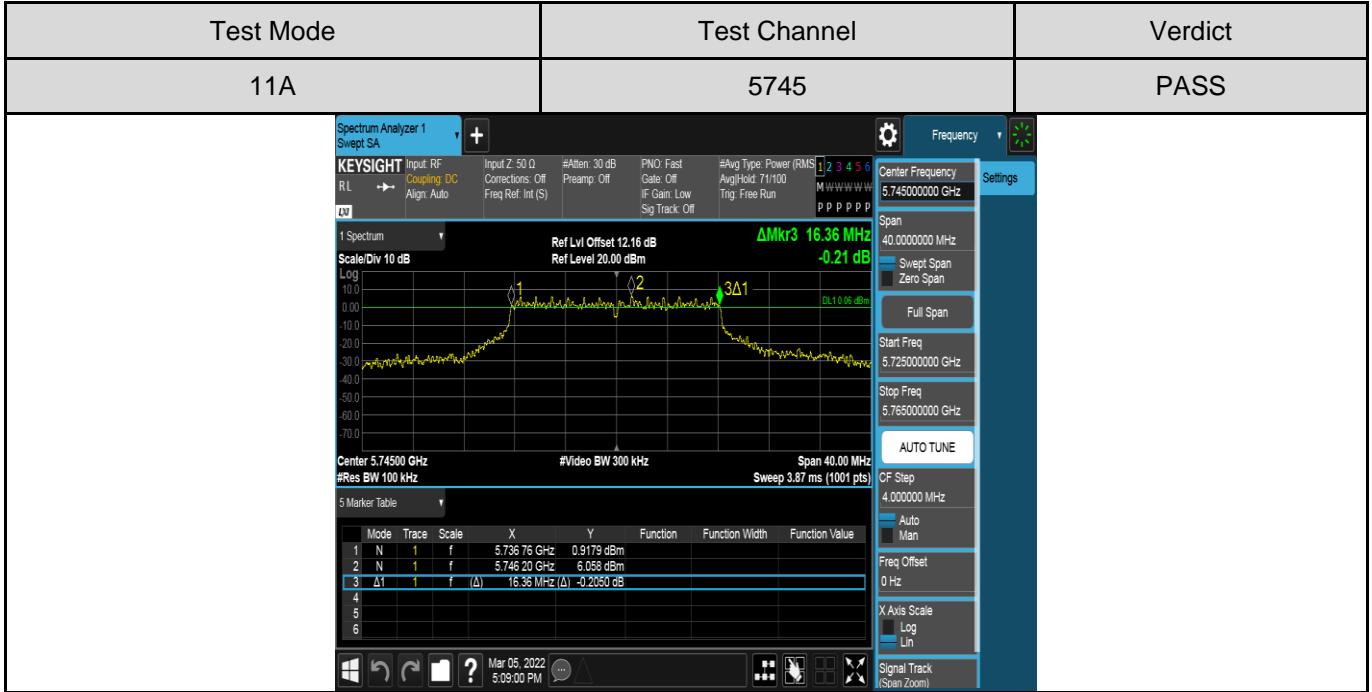 Test Mode Test Channel Verdict
11A 5745 PASS
Spectrum Analyzer 1
Swept SA
+
Frequency
KEYSIGHT Input: RF Input Z: 50 Ω #Atten: 30 dB PNO: Fast #Avg Type: Power (RMS 1 2 3 4 5 6
RL Coupling: DC Corrections: Off Preamp: Off Gate: Off Avg|Hold: 71/100 M W W W W W
Align: Auto Freq Ref: Int (S) IF Gain: Low Trig: Free Run
LXI Sig Track: Off P P P P P P
Center Frequency Settings
5.745000000 GHz
Span
40.0000000 MHz
Swept Span
Zero Span
Full Span
Start Freq
5.725000000 GHz
Stop Freq
5.765000000 GHz
AUTO TUNE
CF Step
4.000000 MHz
Auto
Man
Freq Offset
0 Hz
X Axis Scale
Log
Lin
Signal Track
(Span Zoom)
1 Spectrum Ref Lvl Offset 12.16 dB ΔMkr3 16.36 MHz
Scale/Div 10 dB Ref Level 20.00 dBm -0.21 dB
Log
10.0 1 2 3Δ1
0.00 DL1 0.06 dBm
-10.0
-20.0
-30.0
-40.0
-50.0
-60.0
-70.0
Center 5.74500 GHz #Video BW 300 kHz Span 40.00 MHz
#Res BW 100 kHz Sweep 3.87 ms (1001 pts)
5 Marker Table
Mode Trace Scale X Y Function Function Width Function Value
1 N 1 f 5.736 76 GHz 0.9179 dBm
2 N 1 f 5.746 20 GHz 6.058 dBm
3 Δ1 1 f (Δ) 16.36 MHz (Δ) -0.2050 dB
4
5
6
? Mar 05, 2022
5:09:00 PM